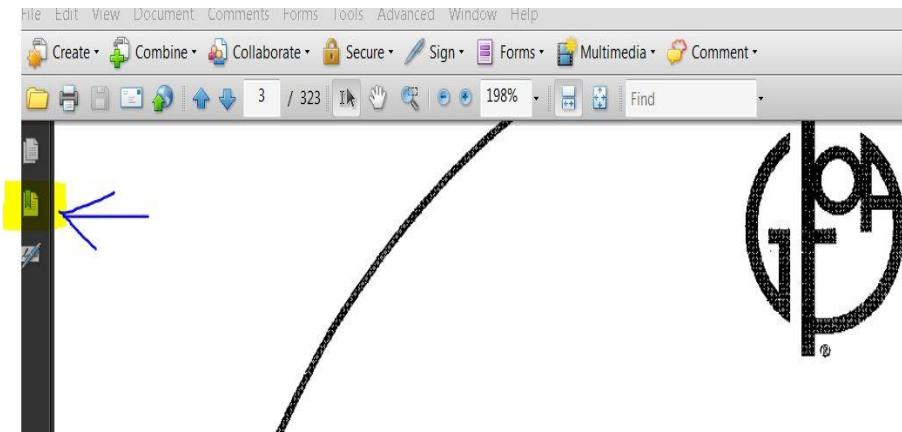 File Edit View Document Comments Forms Tools Advanced Window Help
Create Combine Collaborate Secure Sign Forms Multimedia Comment
3 / 323 198% Find
GFOA
®